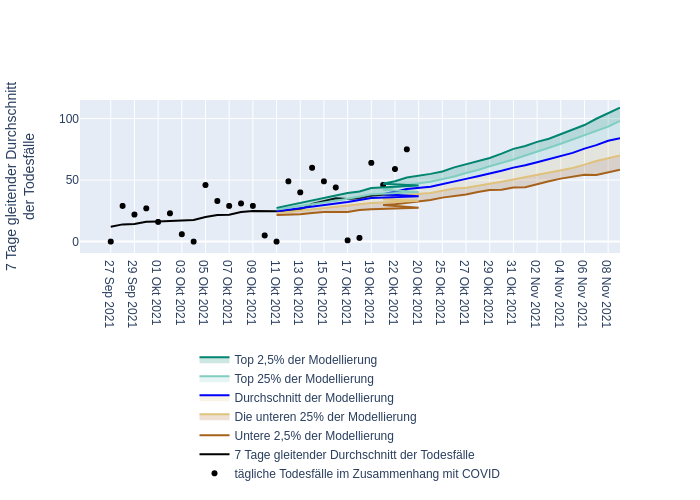 7 Tage gleitender Durchschnitt
der Todesfälle
100
50
0
27 Sep 2021
29 Sep 2021
01 Okt 2021
03 Okt 2021
05 Okt 2021
07 Okt 2021
09 Okt 2021
11 Okt 2021
13 Okt 2021
15 Okt 2021
17 Okt 2021
19 Okt 2021
22 Okt 2021
20 Okt 2021
25 Okt 2021
27 Okt 2021
29 Okt 2021
31 Okt 2021
02 Nov 2021
04 Nov 2021
06 Nov 2021
08 Nov 2021
Top 2,5% der Modellierung
Top 25% der Modellierung
Durchschnitt der Modellierung
Die unteren 25% der Modellierung
Untere 2,5% der Modellierung
7 Tage gleitender Durchschnitt der Todesfälle
tägliche Todesfälle im Zusammenhang mit COVID